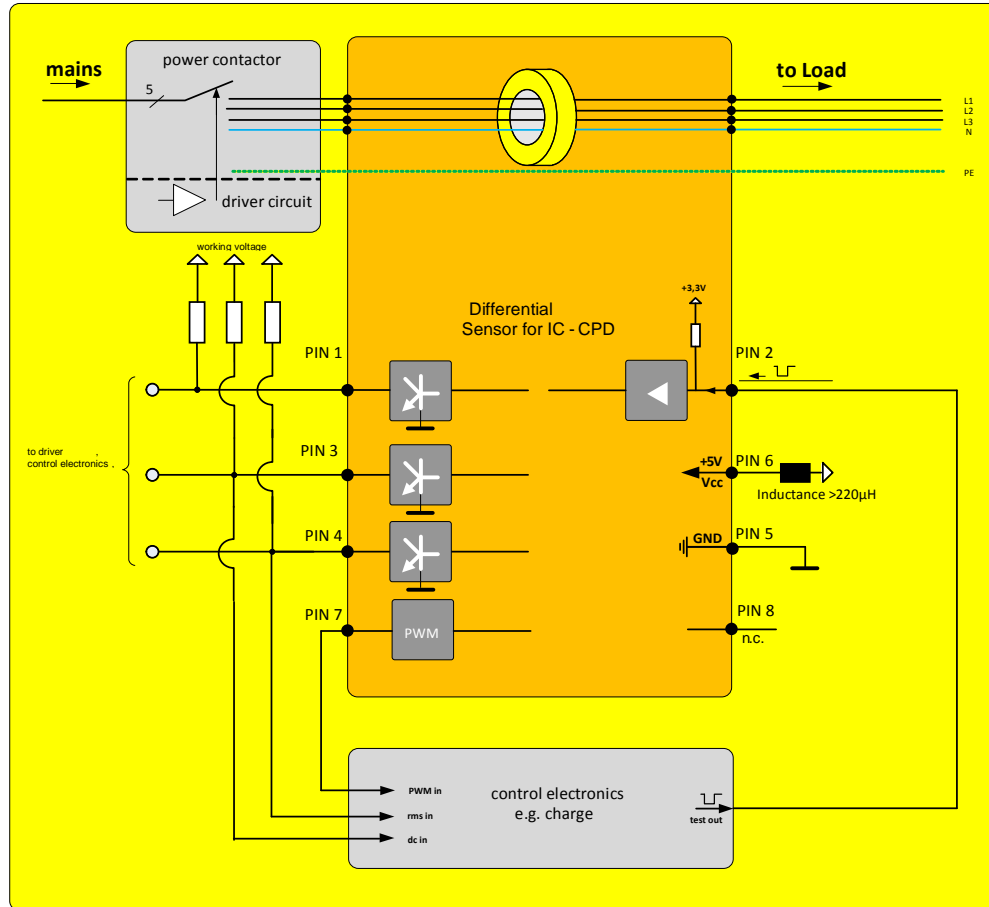 power contactor
mains
to Load
5
L1
L2
L3
N
PE
driver circuit
working voltage
+3,3V
Differential
Sensor for IC - CPD
PIN 1
PIN 2
PIN 3
+5V
PIN 6
Vcc
to driver ,
control electronics ,
Inductance >220µH
PIN 4
GND
PIN 5
PIN 7
PWM
PIN 8
n.c.
PWM in
control electronics
e.g. charge
rms in
test out
dc in